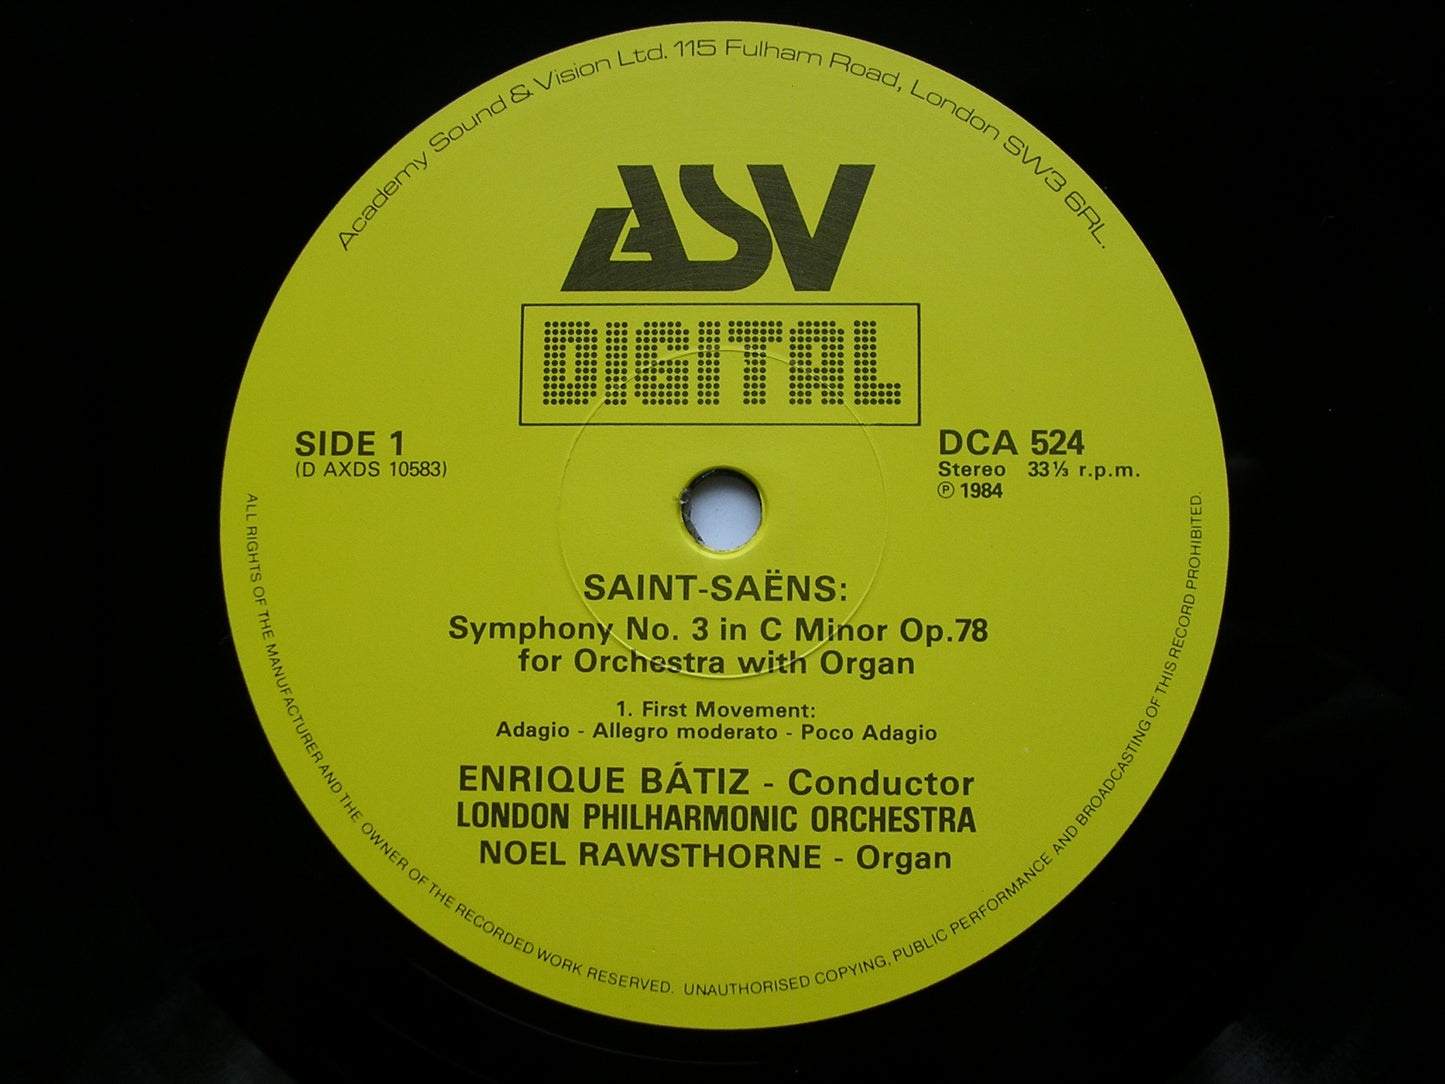 Academy Sound & Vision Ltd. 115 Fulham Road, London SW3 6RL.
ASV
DIGITAL
SIDE 1
(D AXDS 10583)
DCA 524
Stereo 33⅓ r.p.m.
℗ 1984
SAINT-SAËNS:
Symphony No. 3 in C Minor Op.78
for Orchestra with Organ
1. First Movement:
Adagio - Allegro moderato - Poco Adagio
ENRIQUE BÁTIZ - Conductor
LONDON PHILHARMONIC ORCHESTRA
NOEL RAWSTHORNE - Organ
ALL RIGHTS OF THE MANUFACTURER AND THE OWNER OF THE RECORDED WORK RESERVED. UNAUTHORISED COPYING, PUBLIC PERFORMANCE AND BROADCASTING OF THIS RECORD PROHIBITED.